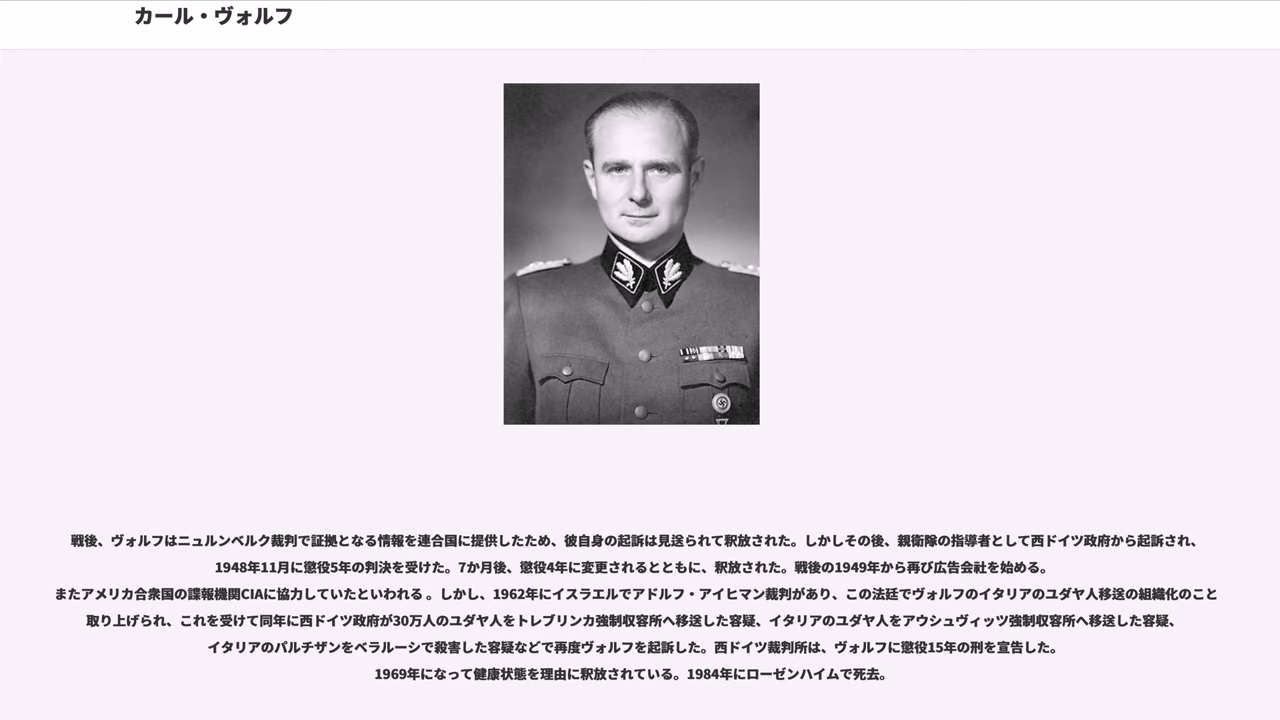 カール・ヴォルフ
戦後、ヴォルフはニュルンベルク裁判で証拠となる情報を連合国に提供したため、彼自身の起訴は見送られて釈放された。しかしその後、親衛隊の指導者として西ドイツ政府から起訴され、
1948年11月に懲役5年の判決を受けた。7か月後、懲役4年に変更されるとともに、釈放された。戦後の1949年から再び広告会社を始める。
またアメリカ合衆国の諜報機関CIAに協力していたといわれる 。しかし、1962年にイスラエルでアドルフ・アイヒマン裁判があり、この法廷でヴォルフのイタリアのユダヤ人移送の組織化のこと
取り上げられ、これを受けて同年に西ドイツ政府が30万人のユダヤ人をトレブリンカ強制収容所へ移送した容疑、イタリアのユダヤ人をアウシュヴィッツ強制収容所へ移送した容疑、
イタリアのパルチザンをベラルーシで殺害した容疑などで再度ヴォルフを起訴した。西ドイツ裁判所は、ヴォルフに懲役15年の刑を宣告した。
1969年になって健康状態を理由に釈放されている。1984年にローゼンハイムで死去。